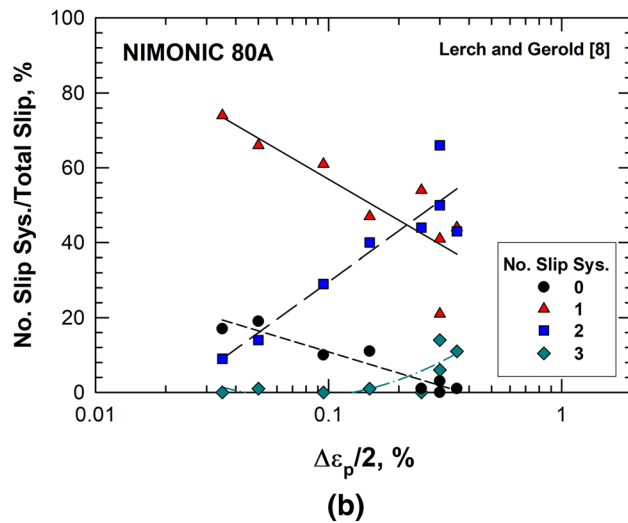 NIMONIC 80A
Lerch and Gerold [8]
No. Slip Sys./Total Slip, %
100
80
60
40
20
0
No. Slip Sys.
0
1
2
3
0.01
0.1
1
Δεp/2, %
(b)